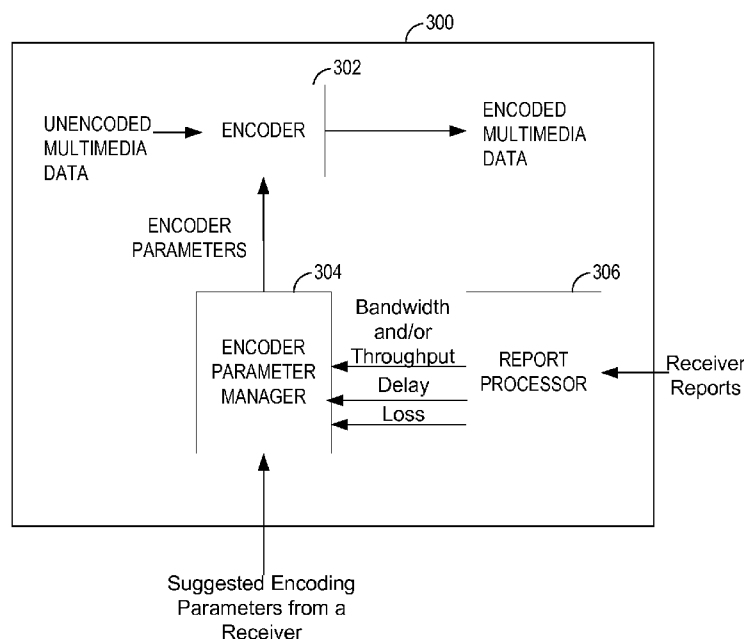 300
302
UNENCODED
MULTIMEDIA
DATA
ENCODER
ENCODED
MULTIMEDIA
DATA
ENCODER
PARAMETERS
304
306
Bandwidth
and/or
Throughput
Delay
Loss
ENCODER
PARAMETER
MANAGER
REPORT
PROCESSOR
Receiver
Reports
Suggested Encoding
Parameters from a
Receiver